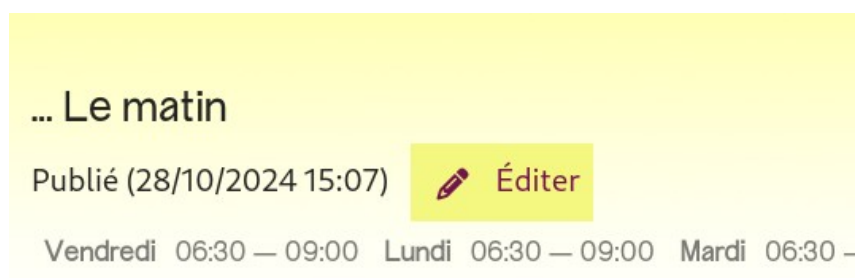 ... Le matin
Publié (28/10/2024 15:07) Éditer
Vendredi 06:30 — 09:00 Lundi 06:30 — 09:00 Mardi 06:30 –